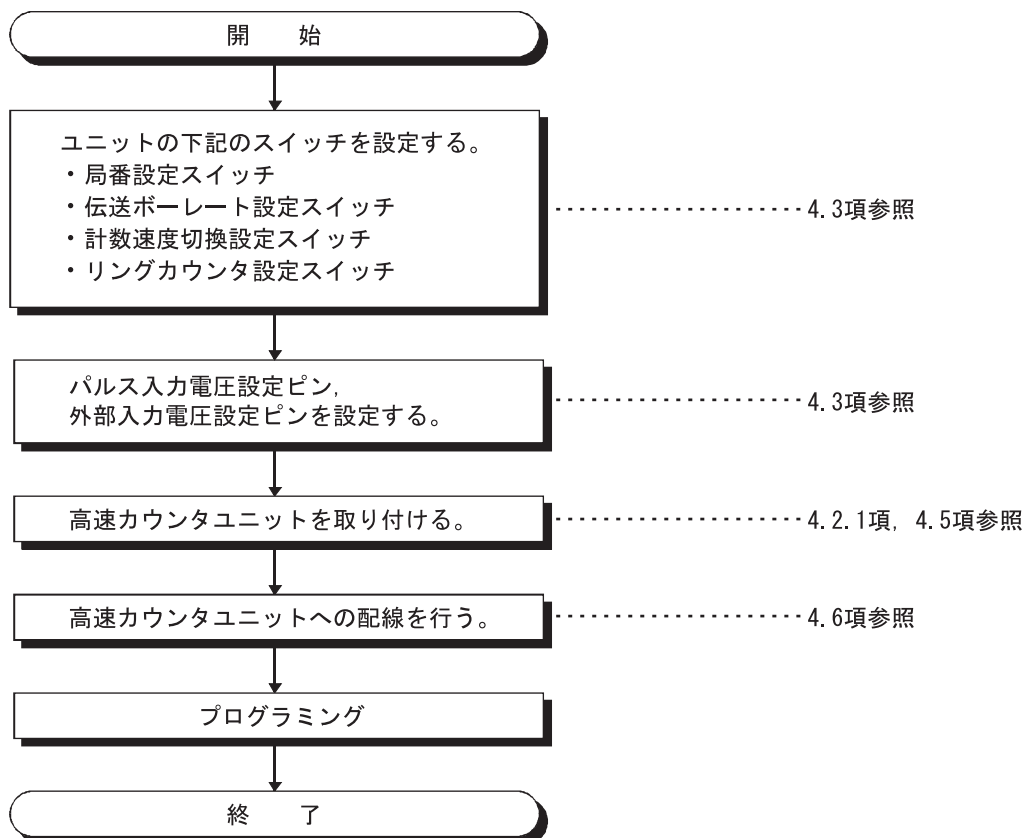 開　　始
ユニットの下記のスイッチを設定する。
・局番設定スイッチ
・伝送ボーレート設定スイッチ
・計数速度切換設定スイッチ
・リングカウンタ設定スイッチ
4.3項参照
パルス入力電圧設定ピン,
外部入力電圧設定ピンを設定する。
4.3項参照
高速カウンタユニットを取り付ける。
4.2.1項, 4.5項参照
高速カウンタユニットへの配線を行う。
4.6項参照
プログラミング
終　　了